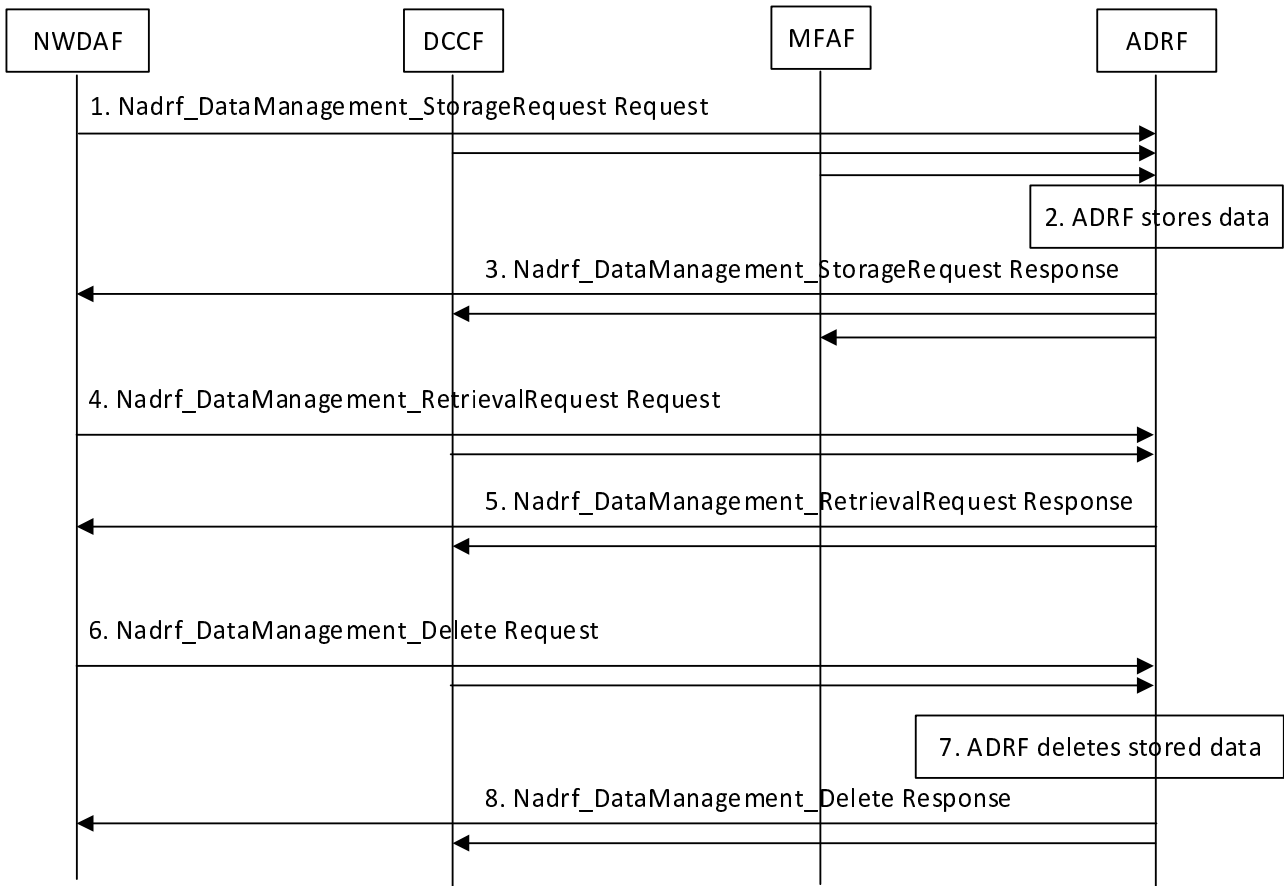 NWDAF
DCCF
MFAF
ADRF
1. Nadrf_DataManagement_StorageRequest Request
2. ADRF stores data
3. Nadrf_DataManagement_StorageRequest Response
4. Nadrf_DataManagement_RetrievalRequest Request
5. Nadrf_DataManagement_RetrievalRequest Response
6. Nadrf_DataManagement_Delete Request
7. ADRF deletes stored data
8. Nadrf_DataManagement_Delete Response